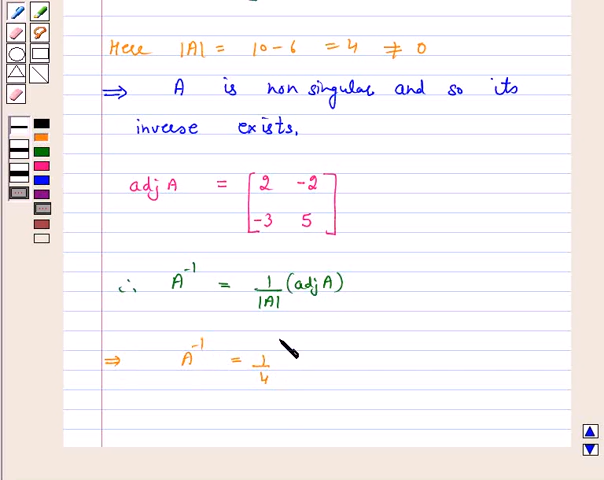 Here |A| = 10 - 6 = 4 ≠ 0
⇒ A is non singular and so its
inverse exists.
adj A = [2 -2
-3 5]
∴ A⁻¹ = 1/|A| (adj A)
⇒ A⁻¹ = 1/4